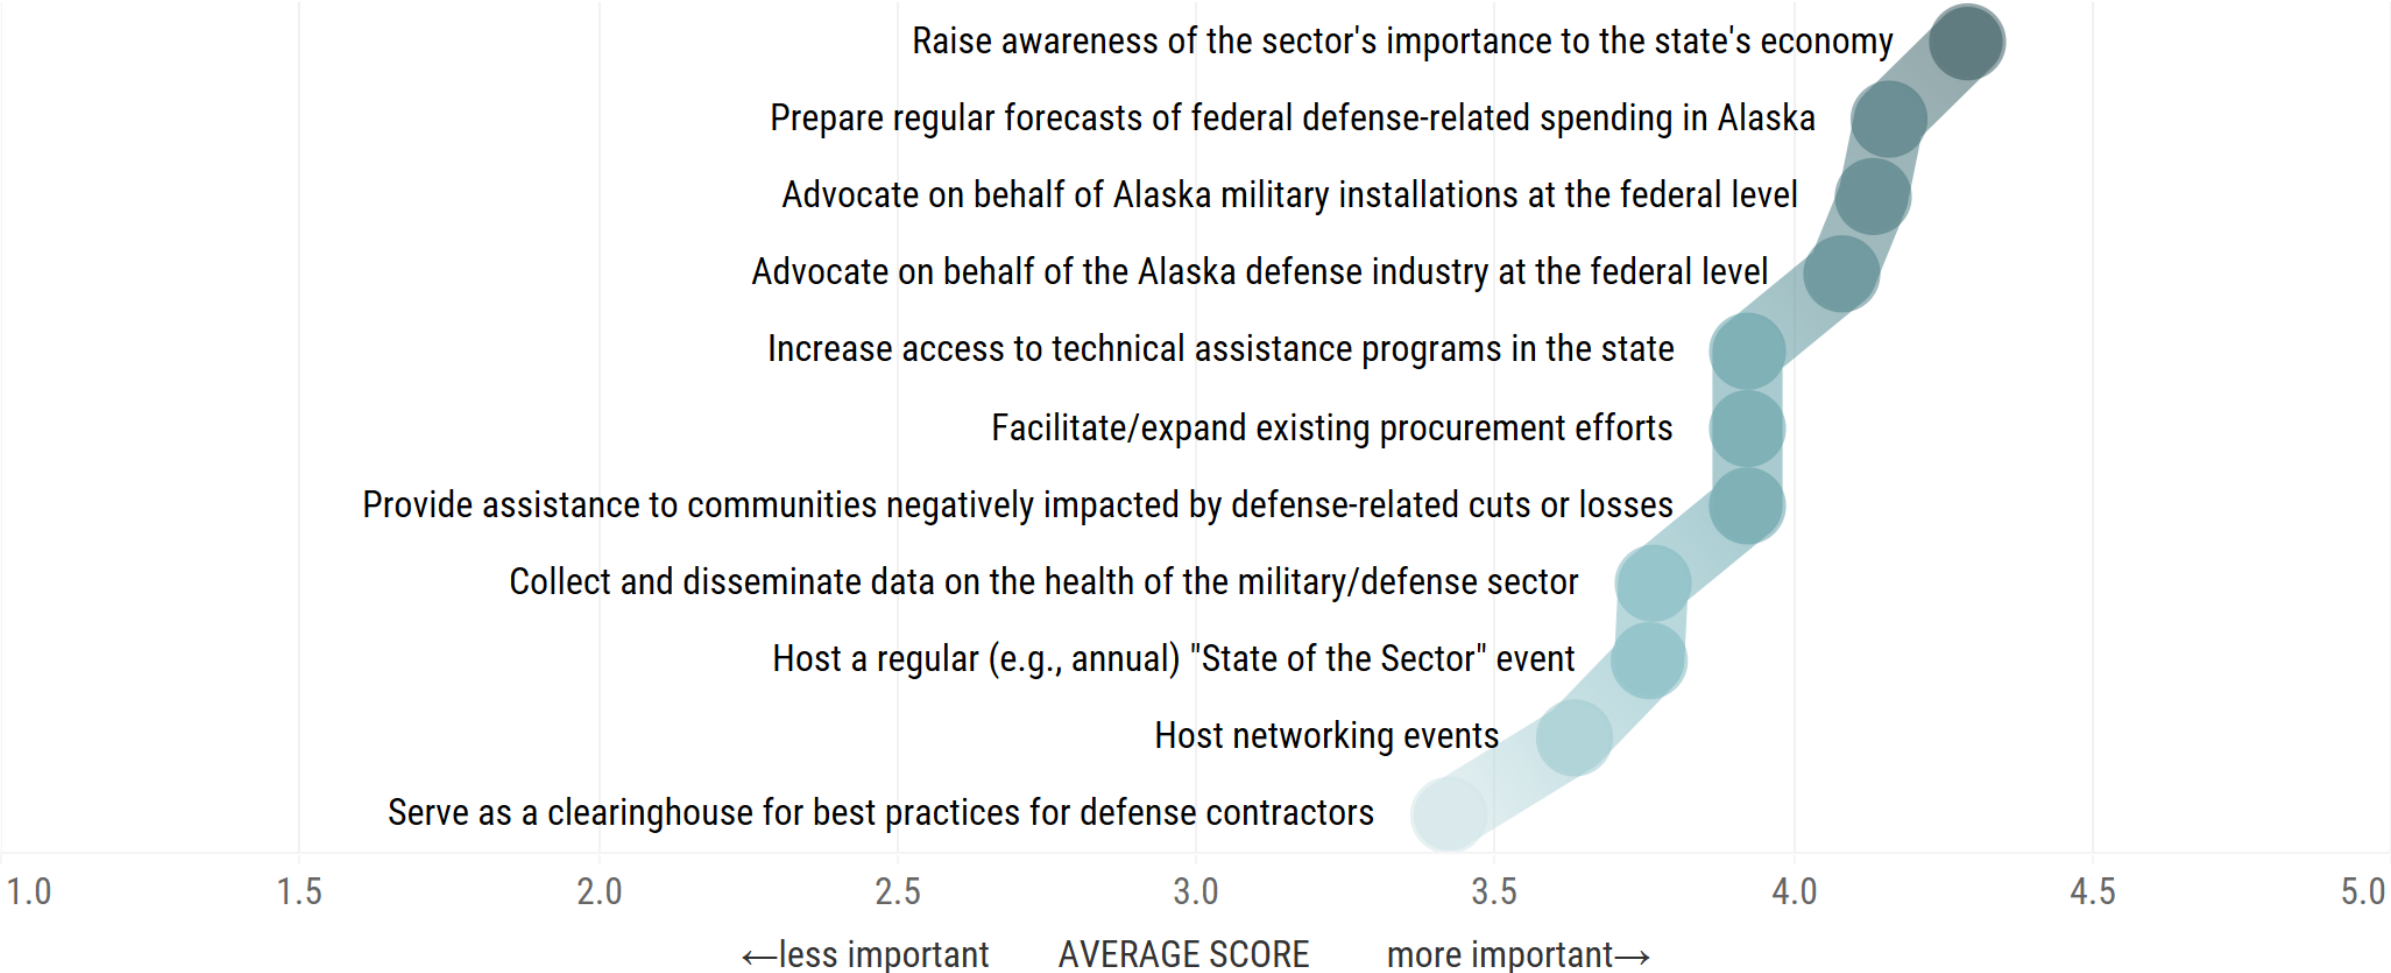 Raise awareness of the sector's importance to the state's economy
Prepare regular forecasts of federal defense-related spending in Alaska
Advocate on behalf of Alaska military installations at the federal level
Advocate on behalf of the Alaska defense industry at the federal level
Increase access to technical assistance programs in the state
Facilitate/expand existing procurement efforts
Provide assistance to communities negatively impacted by defense-related cuts or losses
Collect and disseminate data on the health of the military/defense sector
Host a regular (e.g., annual) "State of the Sector" event
Host networking events
Serve as a clearinghouse for best practices for defense contractors
1.0 1.5 2.0 2.5 3.0 3.5 4.0 4.5 5.0
←less important AVERAGE SCORE more important→